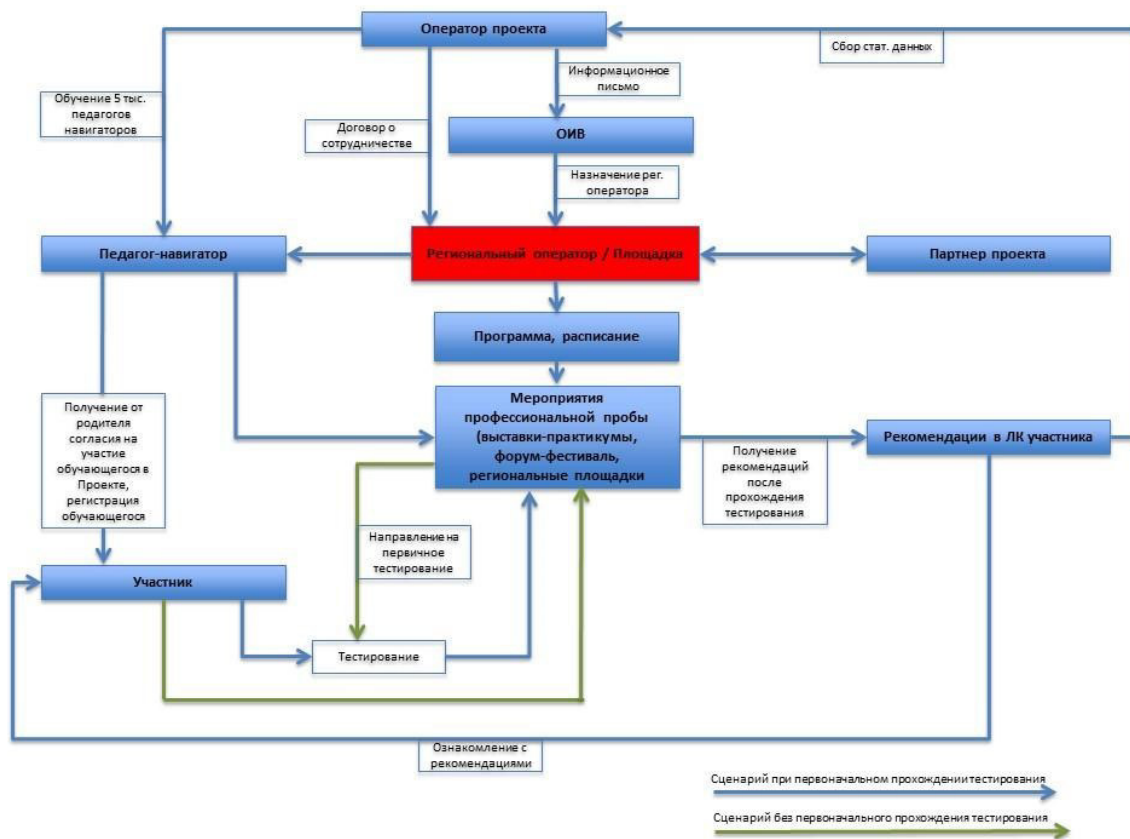 Оператор проекта
Сбор стат. данных
Информационное
письмо
Обучение 5 тыс.
педагогов
навигаторов
Договор о
сотрудничестве
ОИВ
Назначение рег.
оператора
Педагог-навигатор
Региональный оператор / Площадка
Партнер проекта
Программа, расписание
Мероприятия
профессиональной пробы
(выставки-практикумы,
форум-фестиваль,
региональные площадки
Получение от
родителя
согласия на
участие
обучающегося в
Проекте,
регистрация
обучающегося
Рекомендации в ЛК участника
Получение
рекомендаций
после
прохождения
тестирования
Направление на
первичное
тестирование
Участник
Тестирование
Ознакомление с
рекомендациями
Сценарий при первоначальном прохождении тестирования
Сценарий без первоначального прохождения тестирования